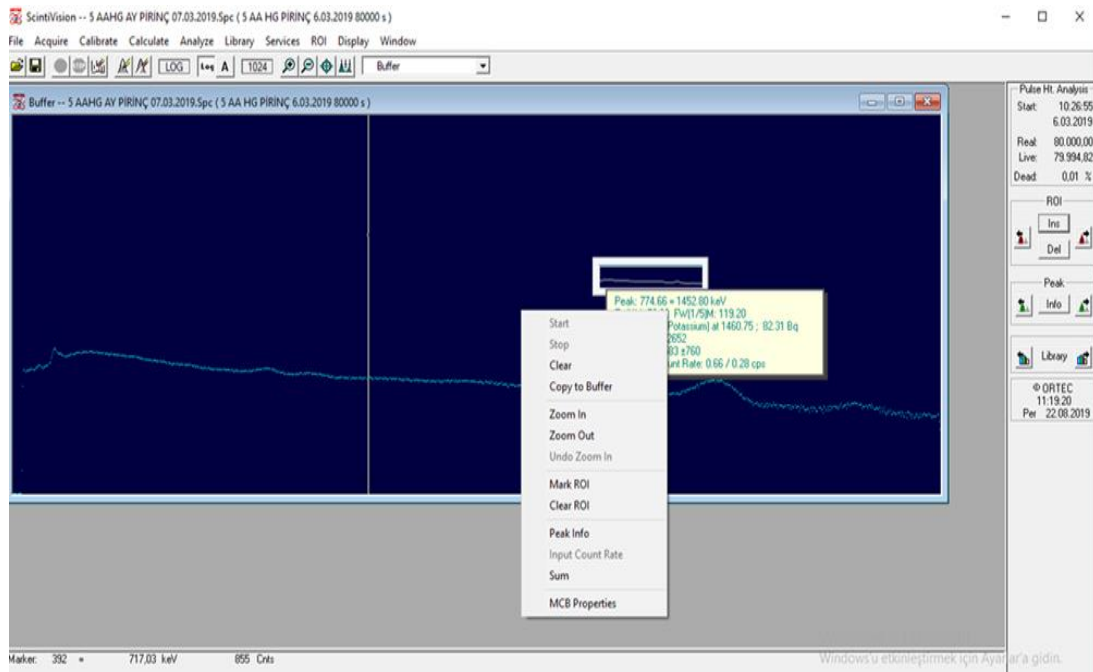 ScintiVision -- 5 AAHG AY PİRİNÇ 07.03.2019.Spc ( 5 AA HG PİRİNÇ 6.03.2019 80000 s )
File Acquire Calibrate Calculate Analyze Library Services ROI Display Window
LOG Log A 1024 Buffer
Buffer -- 5 AAHG AY PİRİNÇ 07.03.2019.Spc ( 5 AA HG PİRİNÇ 6.03.2019 80000 s )
Pulse Ht. Analysis
Start: 10:26:55
6.03.2019
Real: 80.000,00
Live: 79.994,82
Dead: 0,01 %
ROI
Ins
Del
Peak
Info
Library
© ORTEC
11:19:20
Per 22.08.2019
Peak: 774.66 = 1452.80 keV
FW(1/5)M: 119.20
Potassium) at 1460.75 ; 82.31 Bq
2652
83 ±760
unt Rate: 0.66 / 0.28 cps
Start
Stop
Clear
Copy to Buffer
Zoom In
Zoom Out
Undo Zoom In
Mark ROI
Clear ROI
Peak Info
Input Count Rate
Sum
MCB Properties
Marker: 392 = 717,03 keV 855 Cnts
Windows'u etkinleştirmek için Ayarlar'a gidin.